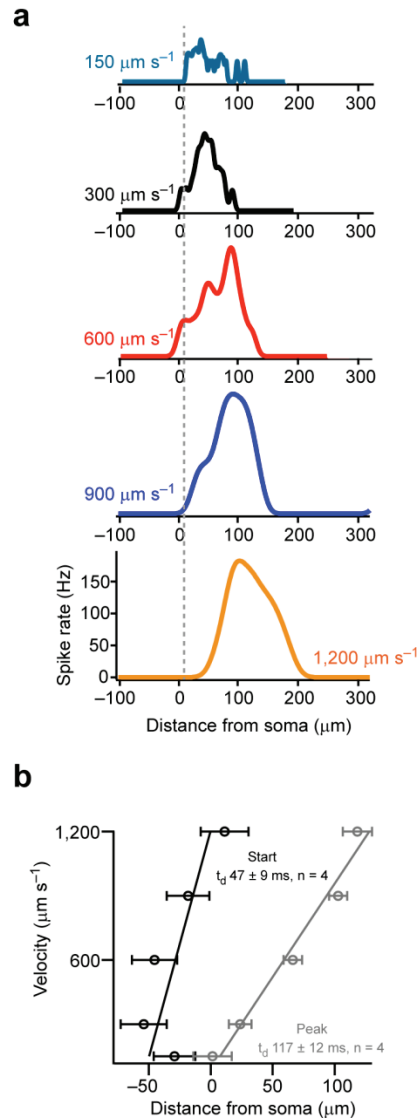 a
150 μm s⁻¹
–100 0 100 200 300
300 μm s⁻¹
–100 0 100 200 300
600 μm s⁻¹
–100 0 100 200 300
900 μm s⁻¹
–100 0 100 200 300
Spike rate (Hz)
150
100
50
0
1,200 μm s⁻¹
–100 0 100 200 300
Distance from soma (μm)
b
Velocity (μm s⁻¹)
1,200
600
Start
t_d 47 ± 9 ms, n = 4
Peak
t_d 117 ± 12 ms, n = 4
–50 0 50 100
Distance from soma (μm)